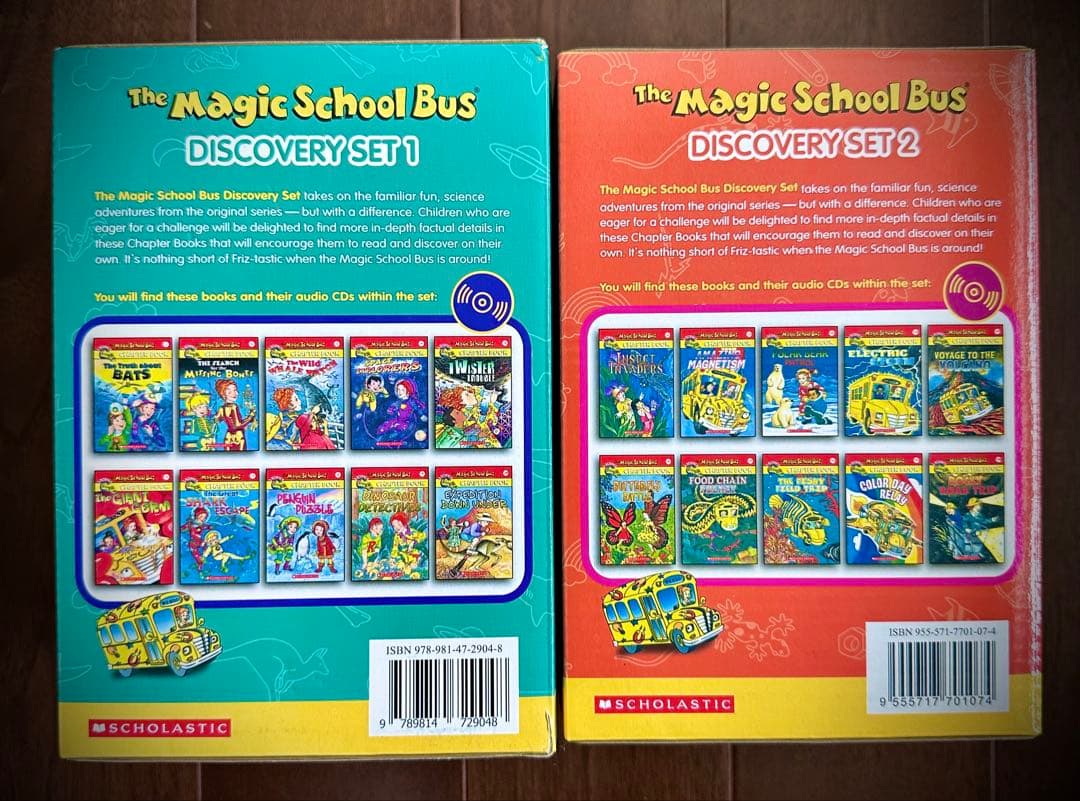 The Magic School Bus
DISCOVERY SET 1
The Magic School Bus Discovery Set takes on the familiar fun, science
adventures from the original series — but with a difference. Children who are
eager for a challenge will be delighted to find more in-depth factual details in
these Chapter Books that will encourage them to read and discover on their
own. It's nothing short of Friz-tastic when the Magic School Bus is around!
You will find these books and their audio CDs within the set:
The Truth about
BATS
THE SEARCH
for the
MISSING BONES
The Wild
WHALE WATCH
EXPLORERS
TWISTER
TROUBLE
The GIANT
GERM
The Great
SHARK
ESCAPE
PENGUIN
PUZZLE
DINOSAUR
DETECTIVES
EXPEDITION
DOWN UNDER
SCHOLASTIC
ISBN 978-981-47-2904-8
9 789814 729048
The Magic School Bus
DISCOVERY SET 2
The Magic School Bus Discovery Set takes on the familiar fun, science
adventures from the original series — but with a difference. Children who are
eager for a challenge will be delighted to find more in-depth factual details in
these Chapter Books that will encourage them to read and discover on their
own. It's nothing short of Friz-tastic when the Magic School Bus is around!
You will find these books and their audio CDs within the set:
INSECT
INVADERS
AMAZING
MAGNETISM
POLAR BEAR
PATROL
ELECTRIC
VOYAGE TO THE
VOLCANO
BUTTERFLY
BATTLE
FOOD CHAIN
THE FISHY
FIELD TRIP
COLOR DAY
RELAY
ROAD TRIP
SCHOLASTIC
ISBN 955-571-7701-07-4
9 555717 701074